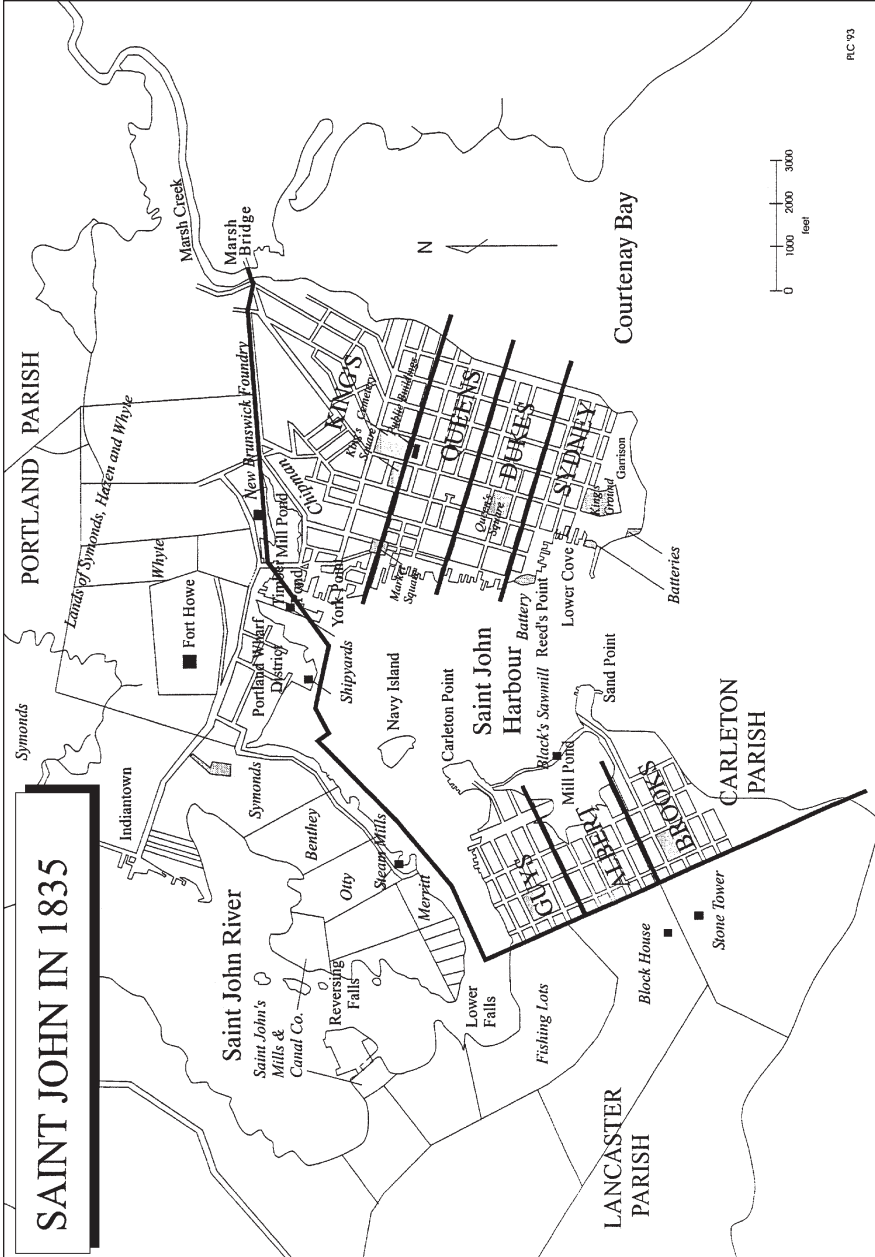 SAINT JOHN IN 1835
PORTLAND PARISH
Symonds
Lands of Symonds, Hazen and Whyte
Marsh Creek
Marsh
Bridge
Indiantown
Whyte
Fort Howe
New Brunswick Foundry
Symonds
Portland Wharf
District
Timber
Pond
Mill Pond
Chipman
KING'S
King's
Square
Cemetery
Public Buildings
N
Saint John River
Benthey
Otty
Steam Mills
Merritt
Shipyards
York Point
Saint John's
Mills &
Canal Co.
Reversing
Falls
Navy Island
Market
Square
QUEENS
Courtenay Bay
Lower
Falls
Carleton Point
Saint John
Harbour
Queen's
Square
DUKES
0 1000 2000 3000
feet
Battery
Reed's Point
Lower Cove
SYDNEY
King's
Ground
Garrison
Batteries
Fishing Lots
GUY'S
Black's Sawmill
Mill Pond
Sand Point
ALBERT
BROOKS
CARLETON
PARISH
Block House
Stone Tower
LANCASTER
PARISH
PLC '93